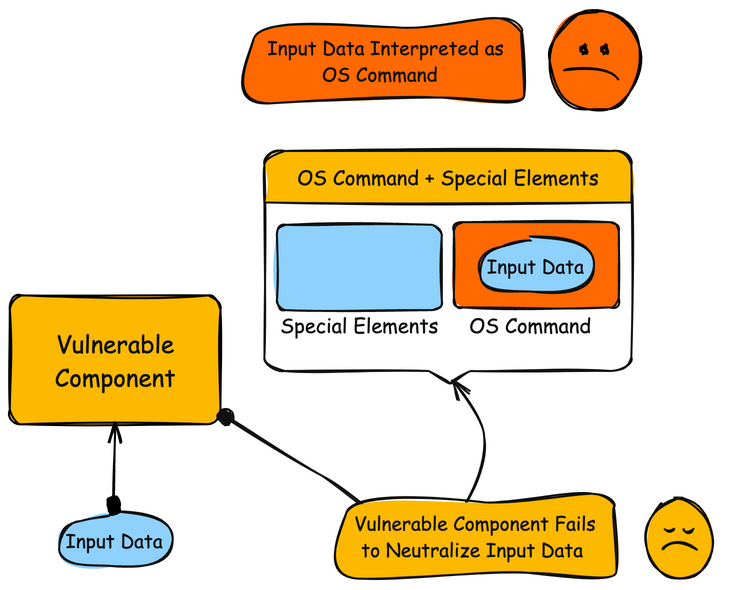 Input Data Interpreted as
OS Command
OS Command + Special Elements
Input Data
Special Elements
OS Command
Vulnerable
Component
Input Data
Vulnerable Component Fails
to Neutralize Input Data